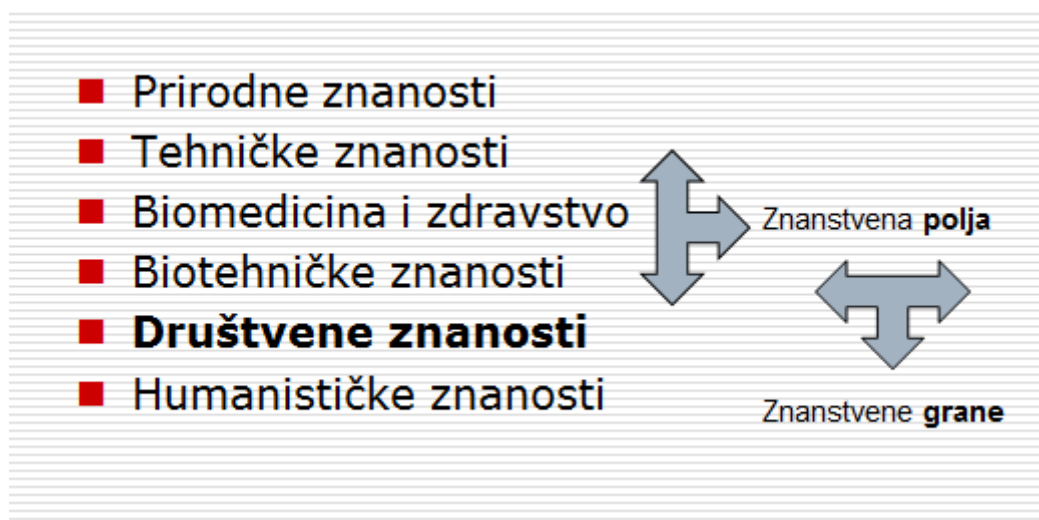 Prirodne znanosti
Tehničke znanosti
Biomedicina i zdravstvo
Biotehničke znanosti
Društvene znanosti
Humanističke znanosti
Znanstvena polja
Znanstvene grane